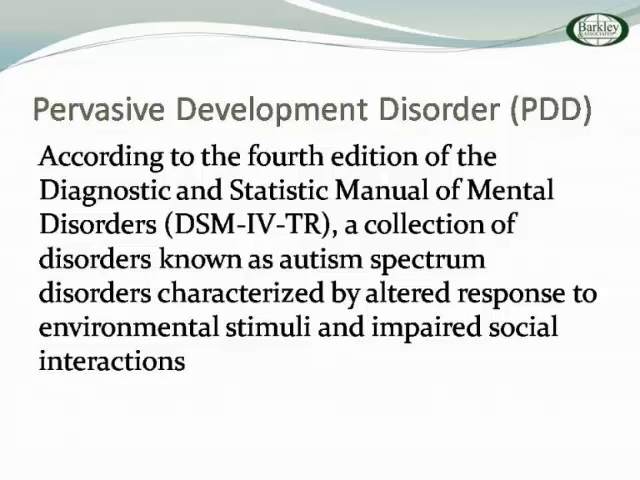 Barkley
& ASSOCIATES
Pervasive Development Disorder (PDD)
According to the fourth edition of the
Diagnostic and Statistic Manual of Mental
Disorders (DSM-IV-TR), a collection of
disorders known as autism spectrum
disorders characterized by altered response to
environmental stimuli and impaired social
interactions